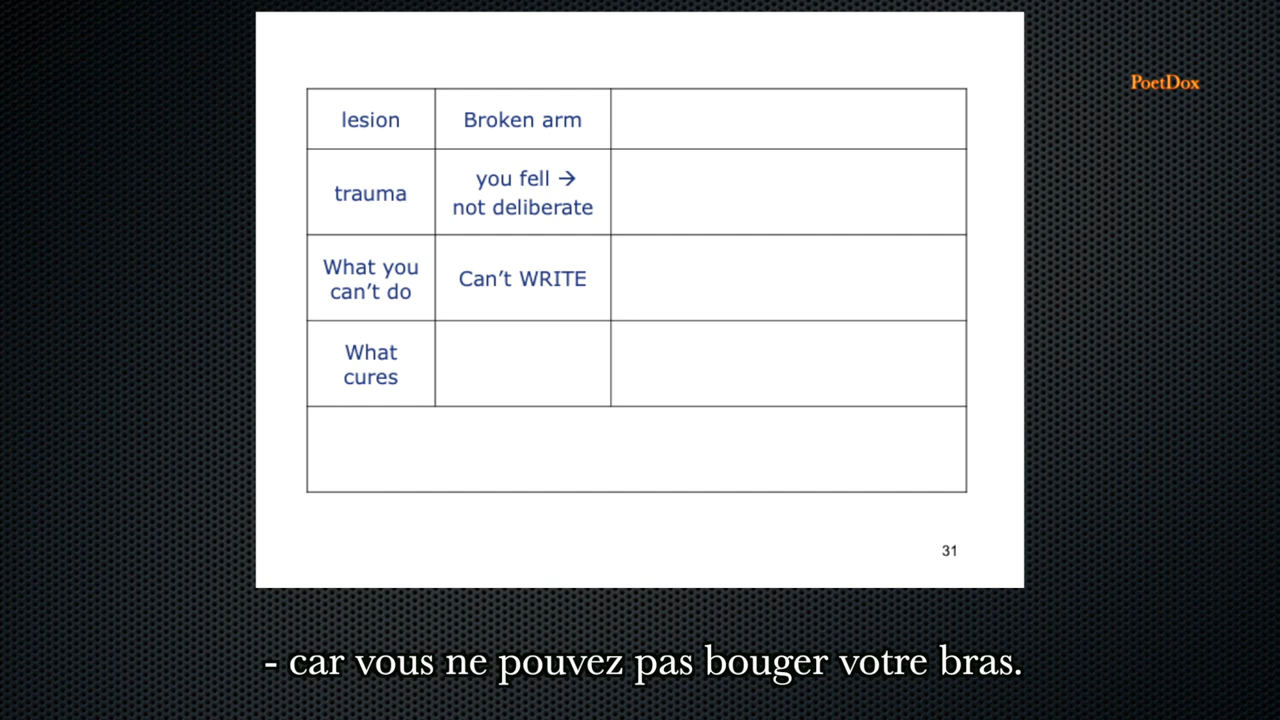 PoetDox
lesion
Broken arm
trauma
you fell →
not deliberate
What you
can't do
Can't WRITE
What
cures
31
- car vous ne pouvez pas bouger votre bras.